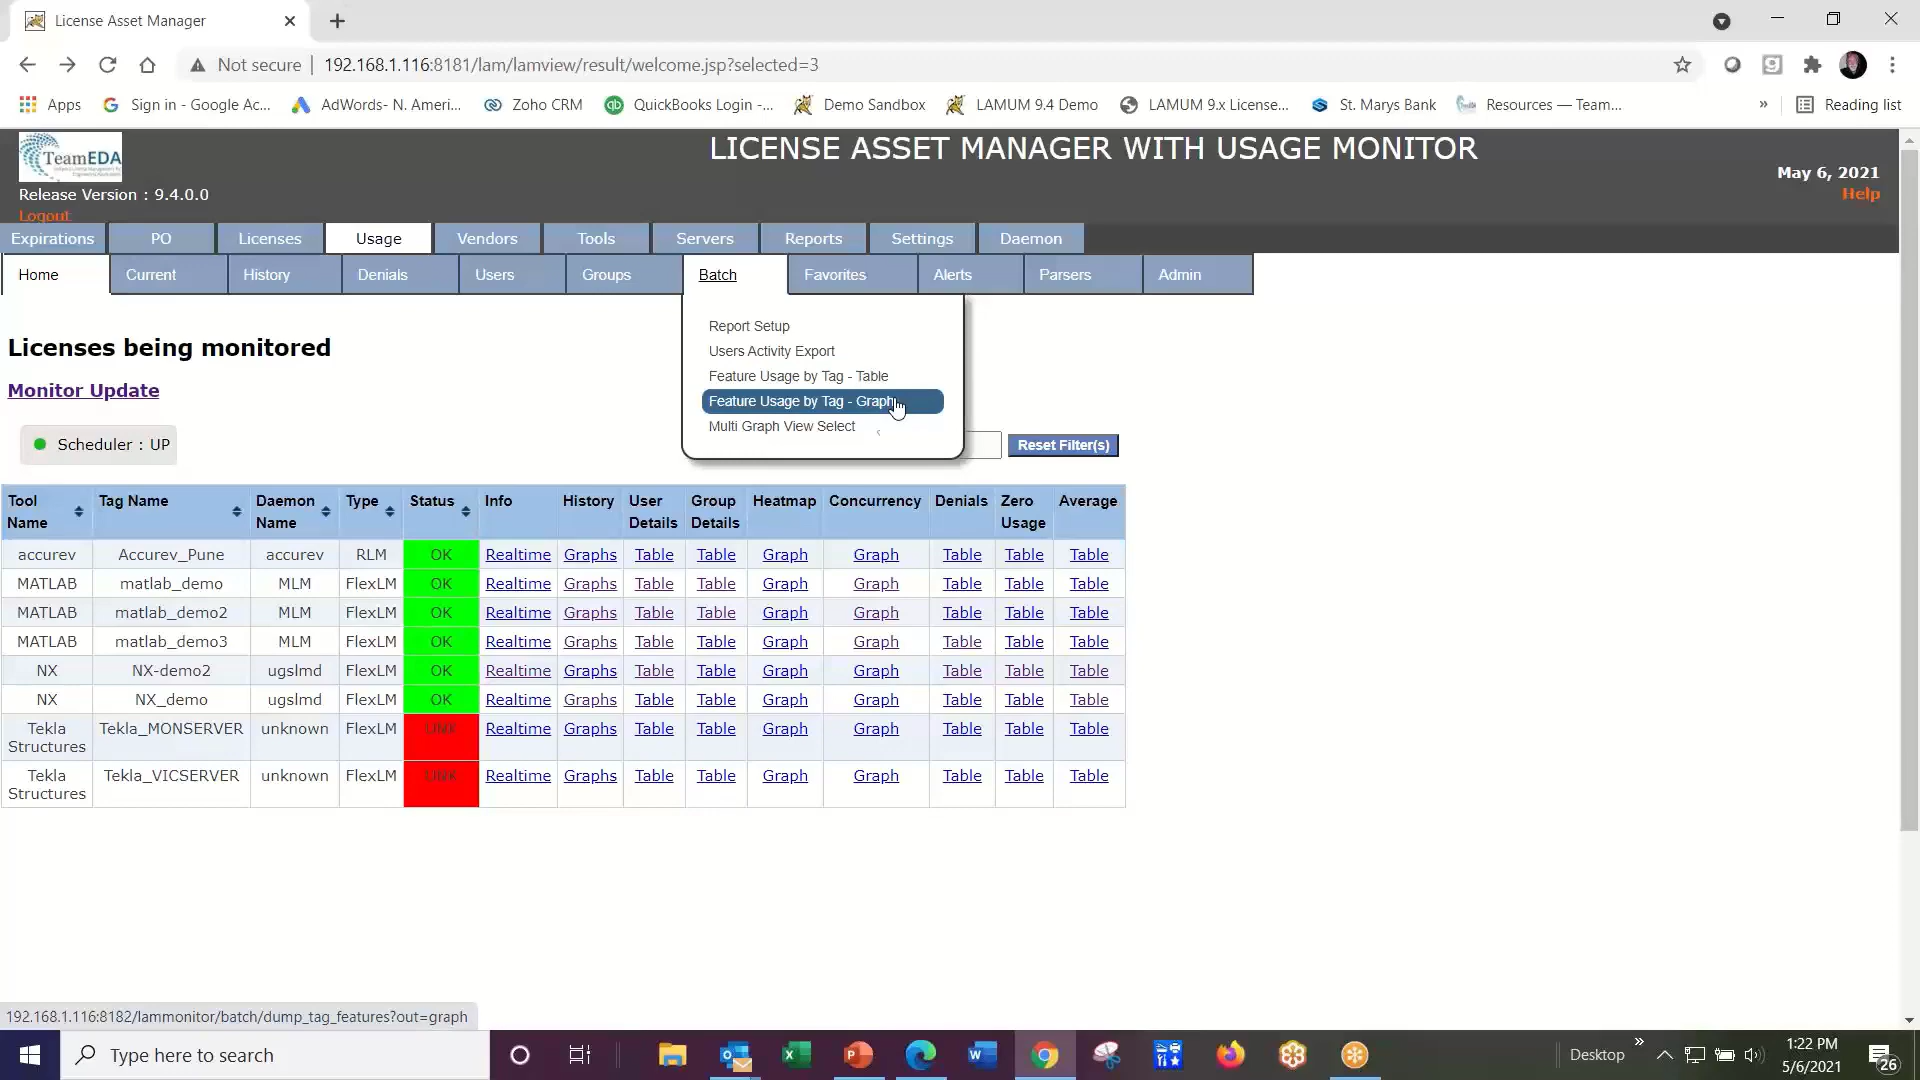 License Asset Manager
Not secure | 192.168.1.116:8181/lam/lamview/result/welcome.jsp?selected=3
Apps Sign in - Google Ac... AdWords- N. Ameri... Zoho CRM QuickBooks Login -... Demo Sandbox LAMUM 9.4 Demo LAMUM 9.x License... St. Marys Bank Resources — Team... » Reading list
TeamEDA
LICENSE ASSET MANAGER WITH USAGE MONITOR
May 6, 2021
Release Version : 9.4.0.0
Help
Logout
Expirations PO Licenses Usage Vendors Tools Servers Reports Settings Daemon
Home Current History Denials Users Groups Batch Favorites Alerts Parsers Admin
Report Setup
Users Activity Export
Feature Usage by Tag - Table
Feature Usage by Tag - Graph
Multi Graph View Select
Licenses being monitored
Monitor Update
Scheduler : UP
Reset Filter(s)
Tool Name Tag Name Daemon Name Type Status Info History User Details Group Details Heatmap Concurrency Denials Zero Usage Average
accurev Accurev_Pune accurev RLM OK Realtime Graphs Table Table Graph Graph Table Table Table
MATLAB matlab_demo MLM FlexLM OK Realtime Graphs Table Table Graph Graph Table Table Table
MATLAB matlab_demo2 MLM FlexLM OK Realtime Graphs Table Table Graph Graph Table Table Table
MATLAB matlab_demo3 MLM FlexLM OK Realtime Graphs Table Table Graph Graph Table Table Table
NX NX-demo2 ugslmd FlexLM OK Realtime Graphs Table Table Graph Graph Table Table Table
NX NX_demo ugslmd FlexLM OK Realtime Graphs Table Table Graph Graph Table Table Table
Tekla Structures Tekla_MONSERVER unknown FlexLM UNK Realtime Graphs Table Table Graph Graph Table Table Table
Tekla Structures Tekla_VICSERVER unknown FlexLM UNK Realtime Graphs Table Table Graph Graph Table Table Table
192.168.1.116:8182/lammonitor/batch/dump_tag_features?out=graph
Type here to search
Desktop »
1:22 PM
5/6/2021
26